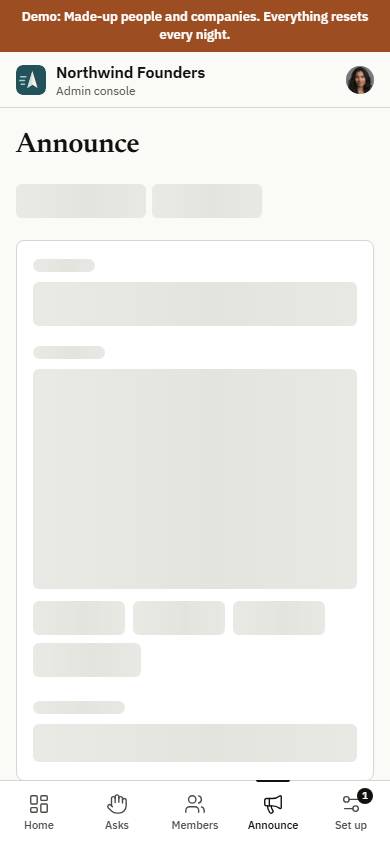 Demo: Made-up people and companies. Everything resets
every night.
Northwind Founders
Admin console
Announce
Home
Asks
Members
Announce
1
Set up